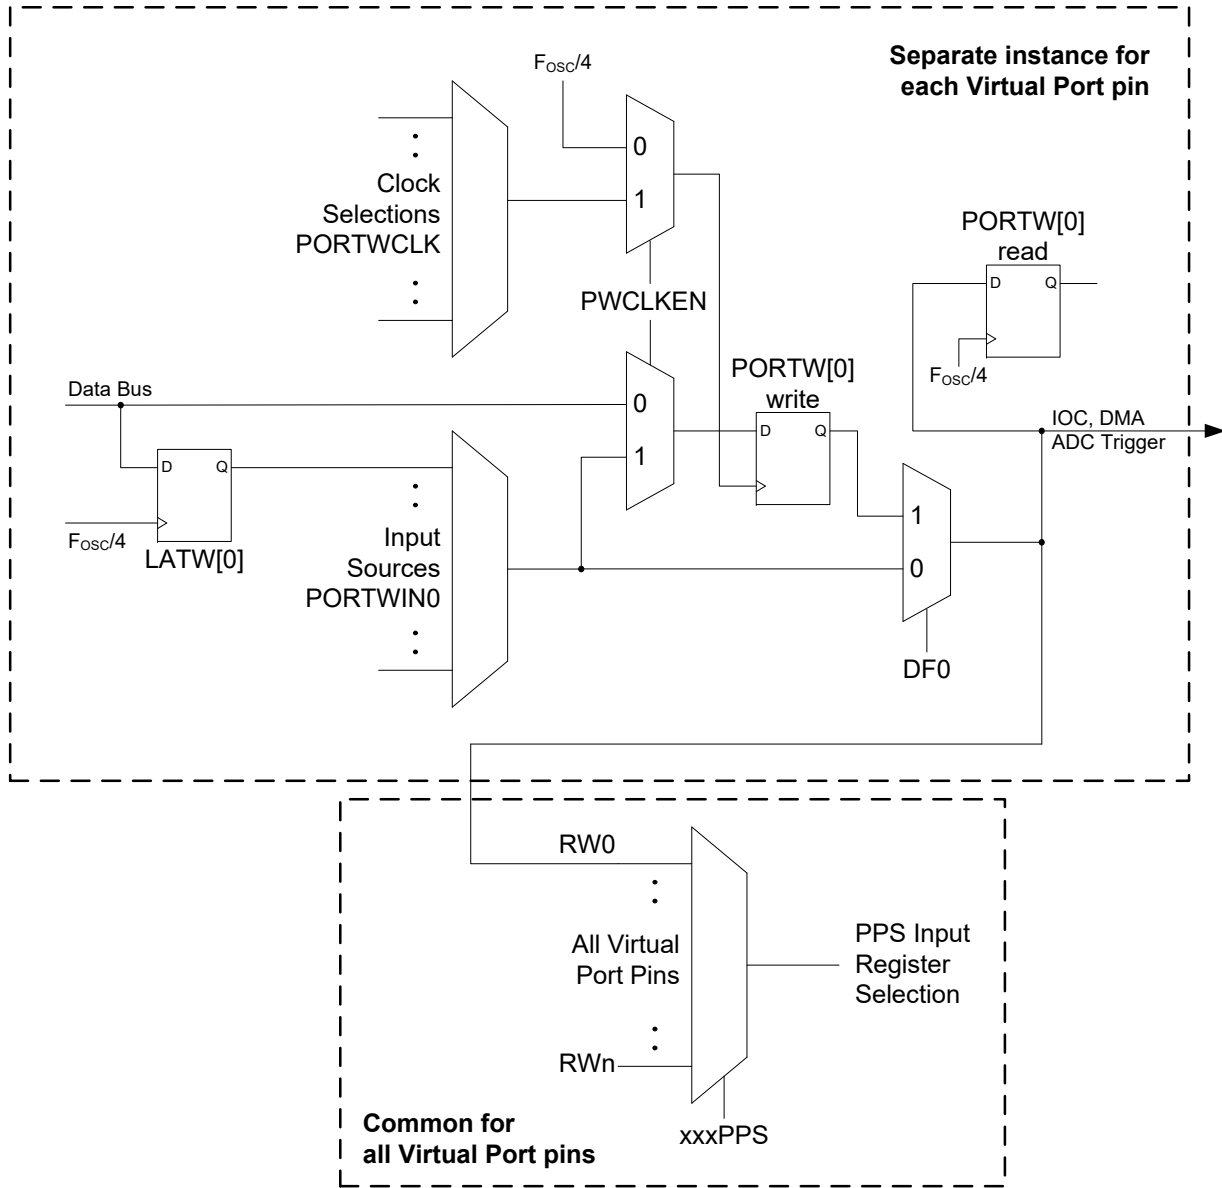 Separate instance for
each Virtual Port pin
FOSC/4
0
1
Clock
Selections
PORTWCLK
PWCLKEN
PORTW[0]
read
D Q
FOSC/4
Data Bus
0
1
PORTW[0]
write
D Q
IOC, DMA
ADC Trigger
D Q
FOSC/4
LATW[0]
Input
Sources
PORTWIN0
1
0
DF0
RW0
All Virtual
Port Pins
RWn
PPS Input
Register
Selection
xxxPPS
Common for
all Virtual Port pins